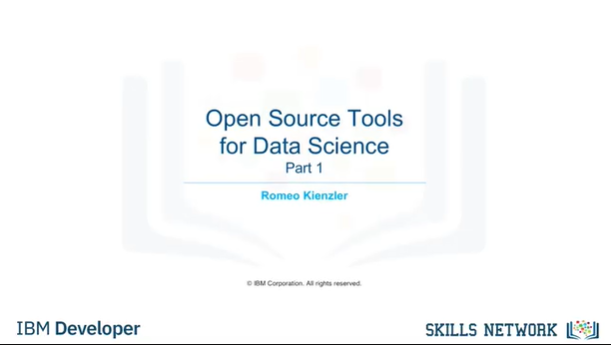 Open Source Tools
for Data Science
Part 1
Romeo Kienzler
© IBM Corporation. All rights reserved.
IBM Developer
SKILLS NETWORK